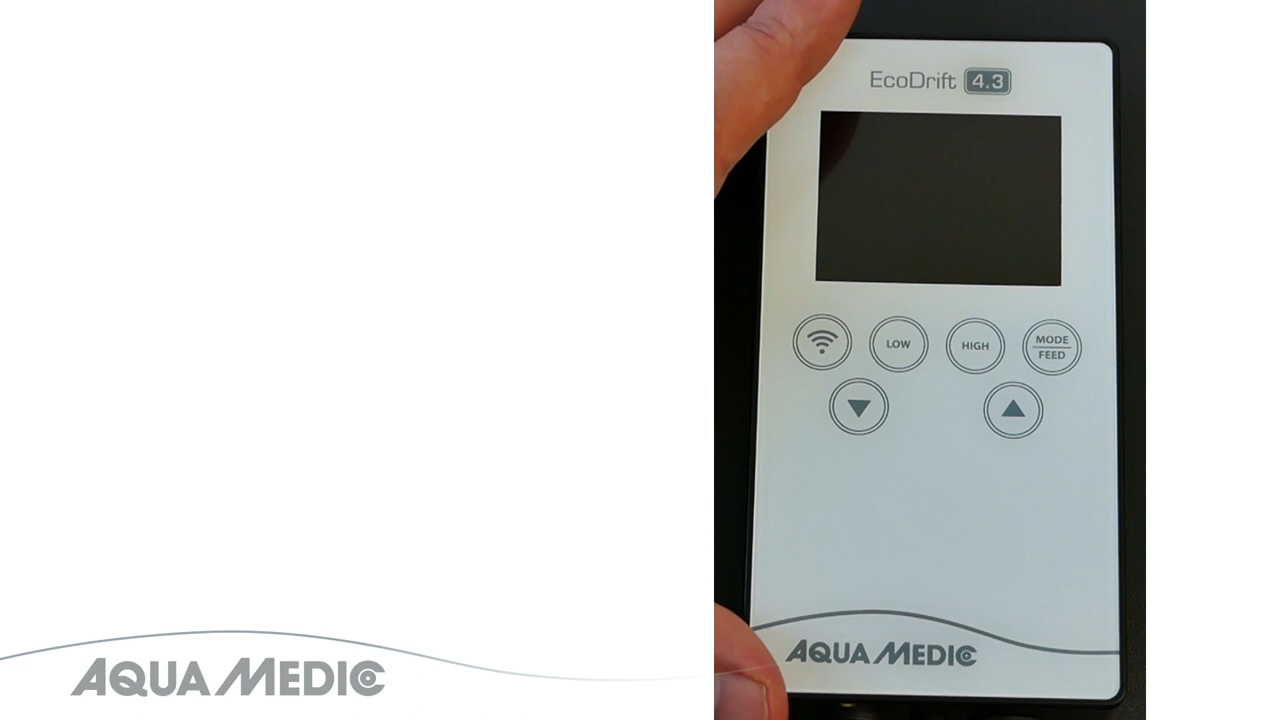 EcoDrift 4.3
LOW
HIGH
MODE
FEED
AQUA MEDIC
AQUA MEDIC